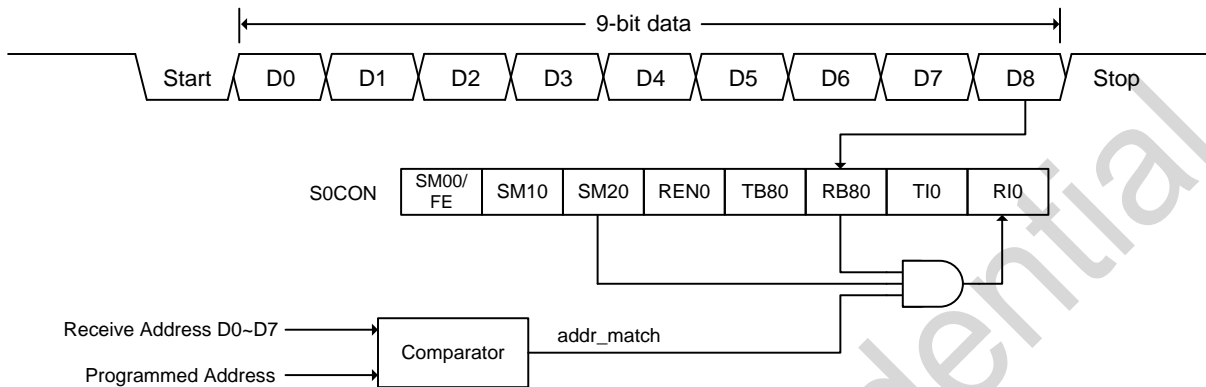 9-bit data
Start D0 D1 D2 D3 D4 D5 D6 D7 D8 Stop
S0CON SM00/ FE SM10 SM20 REN0 TB80 RB80 TI0 RI0
Receive Address D0~D7
Comparator addr_match
Programmed Address
dential